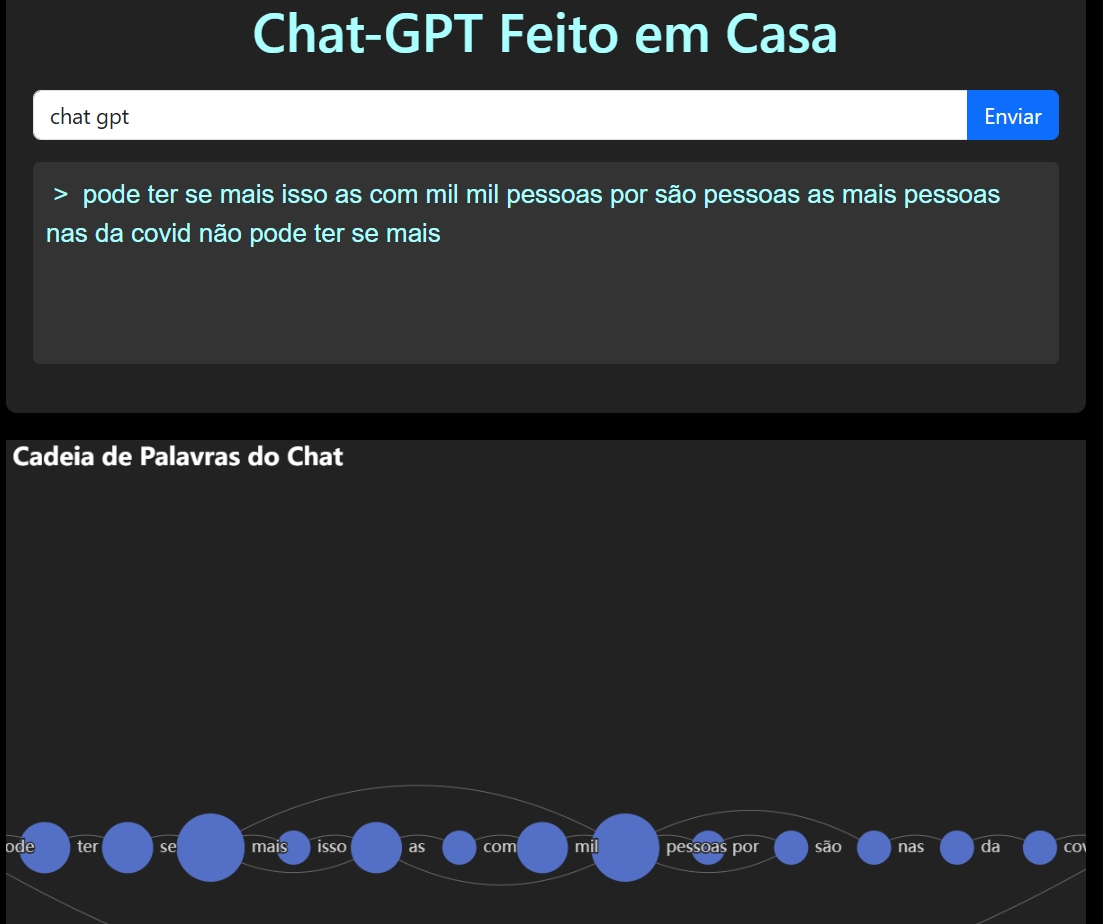 Chat-GPT Feito em Casa
chat gpt
Enviar
> pode ter se mais isso as com mil mil pessoas por são pessoas as mais pessoas
nas da covid não pode ter se mais
Cadeia de Palavras do Chat
ode ter se mais isso as com mil pessoas por são nas da cov